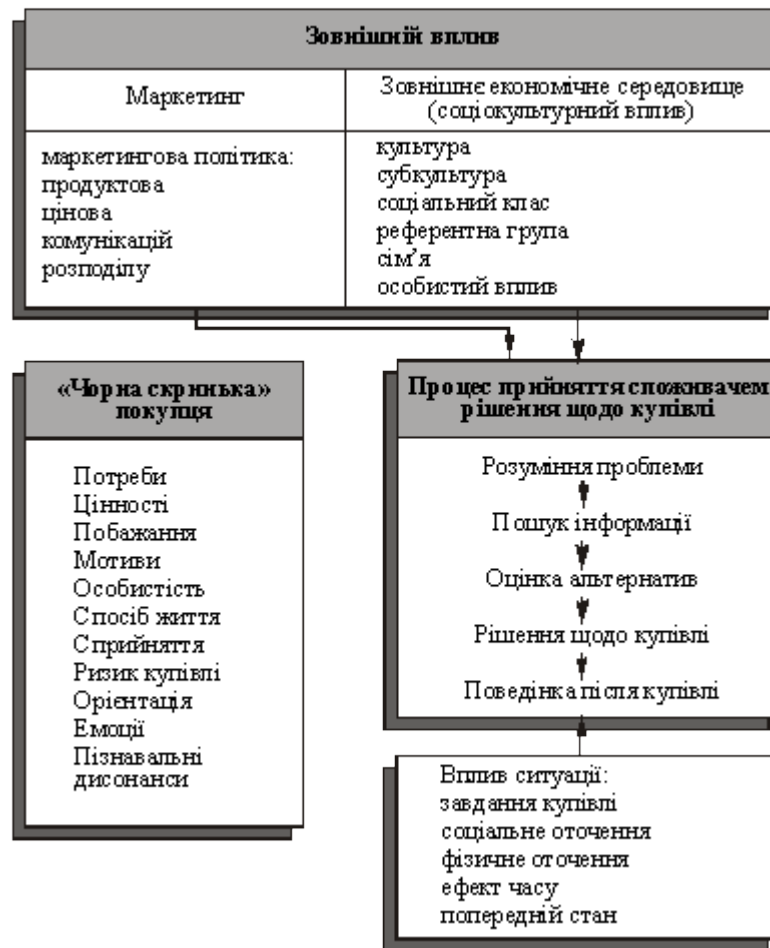 Зовнішній вплив
Маркетинг
Зовнішнє економічне середовище
(соціокультурний вплив)
маркетингова політика:
продуктова
цінова
комунікацій
розподілу
культура
субкультура
соціальний клас
референтна група
сім’я
особистий вплив
«Чорна скринька»
покупця
Потреби
Цінності
Побажання
Мотиви
Особистість
Спосіб життя
Сприйняття
Ризик купівлі
Орієнтація
Емоції
Пізнавальні
дисонанси
Процес прийняття споживачем
рішення щодо купівлі
Розуміння проблеми
Пошук інформації
Оцінка альтернатив
Рішення щодо купівлі
Поведінка після купівлі
Вплив ситуації:
завдання купівлі
соціальне оточення
фізичне оточення
ефект часу
попередній стан